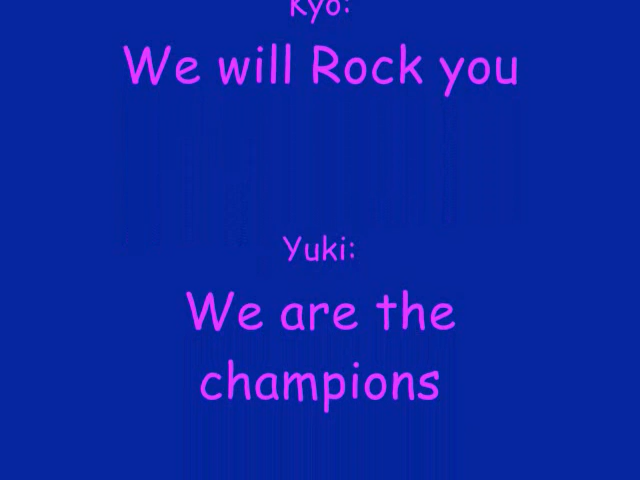 Kyo:
We will Rock you
Yuki:
We are the
champions